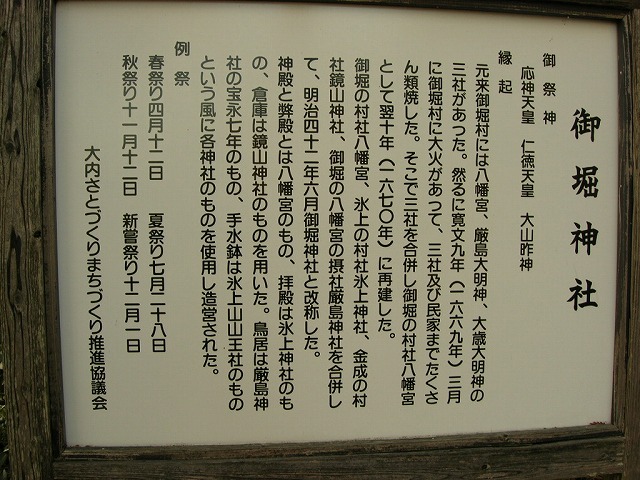 御堀神社
御祭神
応神天皇 仁徳天皇 大山昨神
縁起
元来御堀村には八幡宮、厳島大明神、大歳大明神の
三社があつた。然るに寛文九年(一六六九年)三月
に御堀村に大火があつて、三社及び民家までたくさ
ん類焼した。そこで三社を合併し御堀の村社八幡宮
として翌十年(一六七〇年)に再建した。
御堀の村社八幡宮、氷上の村社氷上神社、金成の村
社鏡山神社、御堀の八幡宮の摂社厳島神社を合併し
て、明治四十二年六月御堀神社と改称した。
神殿と弊殿とは八幡宮のもの、拝殿は氷上神社のも
の、倉庫は鏡山神社のものを用いた。鳥居は厳島神
社の宝永七年のもの、手水鉢は氷上山山王社のもの
という風に各神社のものを使用し造営された。
例祭
春祭り四月十二日 夏祭り七月二十八日
秋祭り十一月十二日 新嘗祭り十二月一日
大内さとづくりまちづくり推進協議会